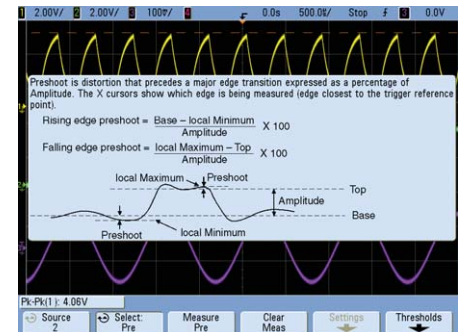 1 2.00V/ 2 2.00V/ 3 100▽/ 4 0.0s 500.0␣/ Stop 3 0.0V
Preshoot is distortion that precedes a major edge transition expressed as a percentage of
Amplitude. The X cursors show which edge is being measured (edge closest to the trigger reference
point).
Rising edge preshoot = Base – local Minimum / Amplitude X 100
Falling edge preshoot = local Maximum – Top / Amplitude X 100
local Maximum Preshoot
Top
Amplitude
Base
Preshoot local Minimum
Pk-Pk(1): 4.06V
Source Select: Measure Clear Settings Thresholds
2 Pre Pre Meas